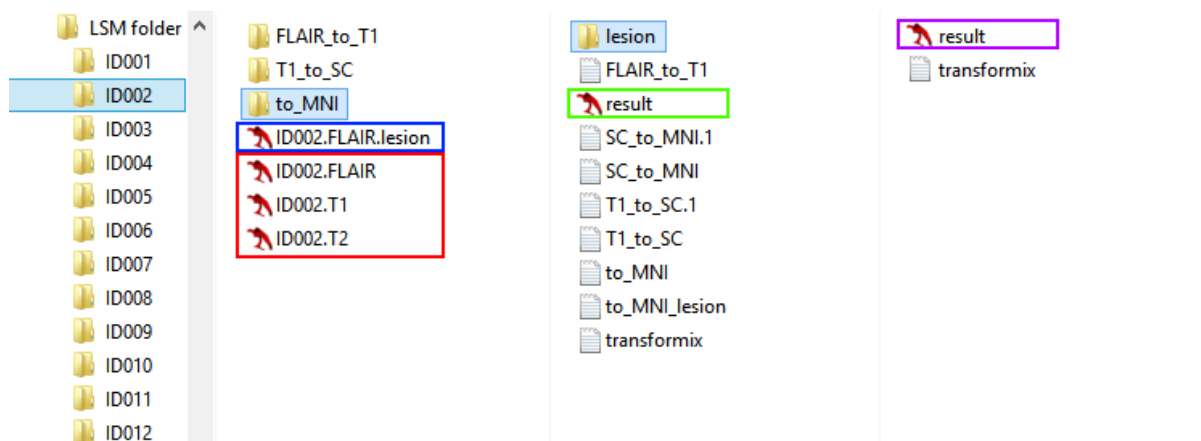 LSM folder
ID001
ID002
ID003
ID004
ID005
ID006
ID007
ID008
ID009
ID010
ID011
ID012
FLAIR_to_T1
T1_to_SC
to_MNI
ID002.FLAIR.lesion
ID002.FLAIR
ID002.T1
ID002.T2
lesion
FLAIR_to_T1
result
SC_to_MNI.1
SC_to_MNI
T1_to_SC.1
T1_to_SC
to_MNI
to_MNI_lesion
transformix
result
transformix